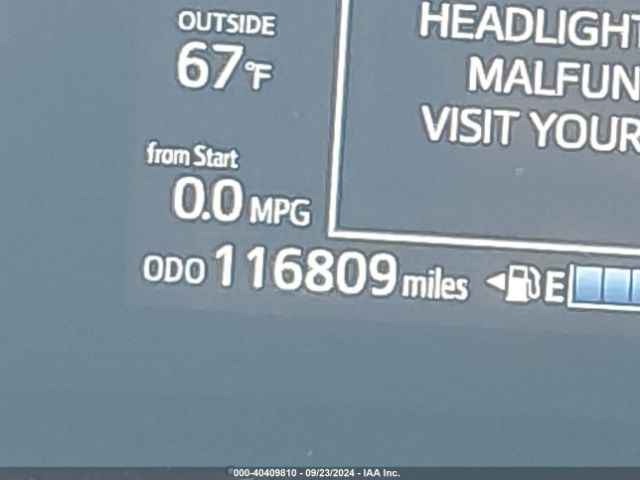 OUTSIDE
67°F
HEADLIGHT
MALFUN
VISIT YOUR
from Start
0.0 MPG
ODO 116809 miles
E
000-40409810 - 09/23/2024 - IAA Inc.